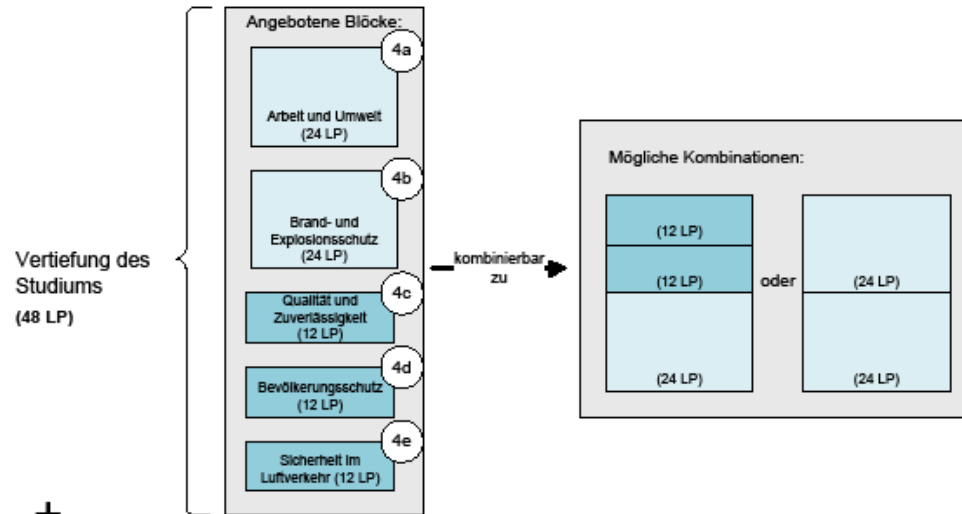 Angebotene Blöcke:
4a
Arbeit und Umwelt
(24 LP)
4b
Brand- und
Explosionsschutz
(24 LP)
4c
Qualität und
Zuverlässigkeit
(12 LP)
4d
Bevölkerungsschutz
(12 LP)
4e
Sicherheit im
Luftverkehr (12 LP)
Vertiefung des
Studiums
(48 LP)
+
kombinierbar
zu
Mögliche Kombinationen:
(12 LP)
(12 LP)
(24 LP)
oder
(24 LP)
(24 LP)